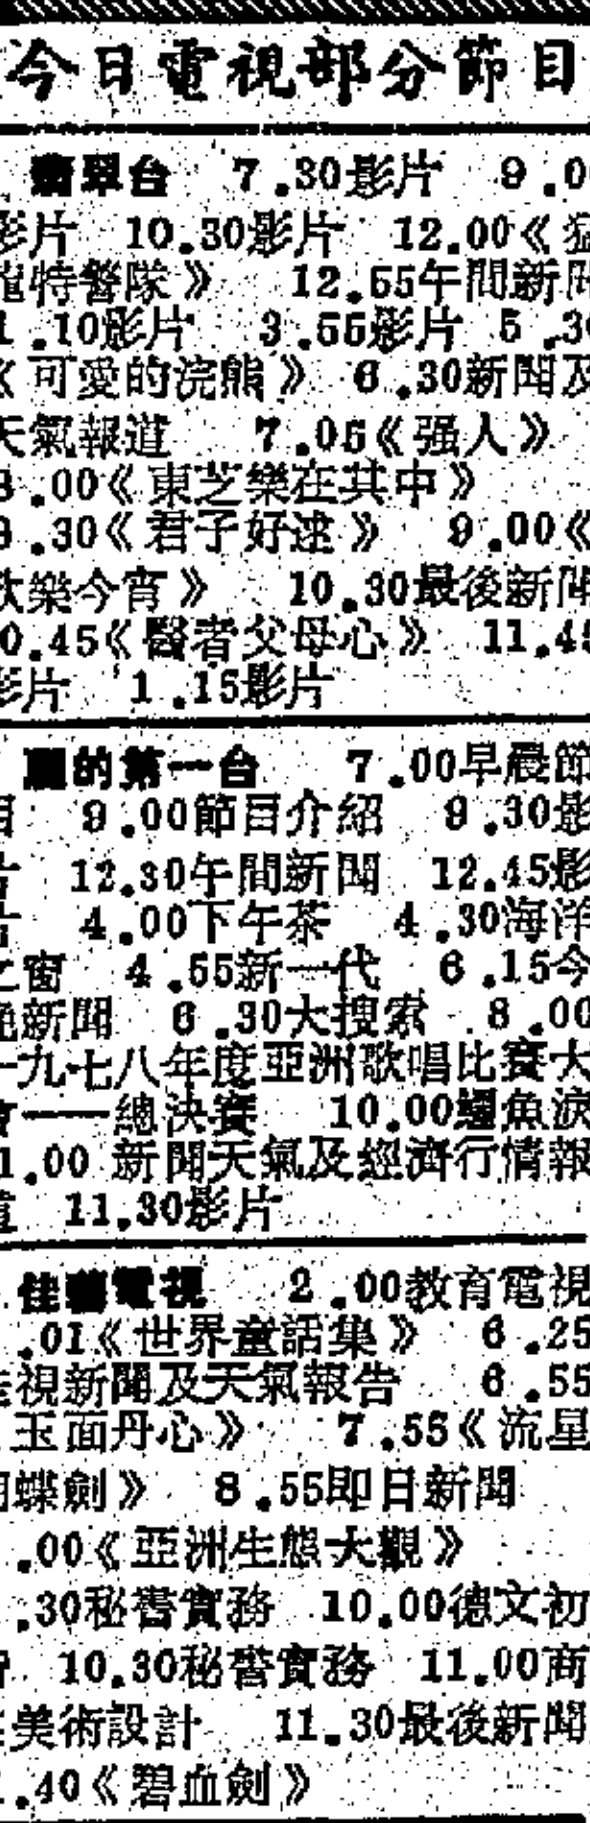 今日電視部分節目
翡翠台 7.30影片 9.0
影片 10.30影片 12.00《猛
龍特警隊》 12.55午間新聞
1.10影片 3.55影片 5.3
《可愛的浣熊》 6.30新聞及
天氣報道 7.05《强人》
8.00《東芝樂在其中》
8.30《君子好逑》 9.00《
歡樂今宵》 10.30最後新聞
0.45《醫者父母心》 11.45
影片 1.15影片
麗的第一台 7.00早晨節
目 9.00節目介紹 9.30影
片 12.30午間新聞 12.45影
片 4.00下午茶 4.30海洋
之窗 4.55新一代 6.15今
晚新聞 6.30大搜索 8.00
一九七八年度亞洲歌唱比賽大
會——總決賽 10.00鱷魚淚
11.00 新聞天氣及經濟行情報
道 11.30影片
佳藝電視 2.00教育電視
.01《世界童話集》 6.25
佳視新聞及天氣報告 6.55
玉面丹心》 7.55《流星
蝴蝶劍》 8.55即日新聞
.00《亞洲生態大觀》
.30秘書實務 10.00德文初
10.30秘書實務 11.00商
業美術設計 11.30最後新聞
.40《碧血劍》